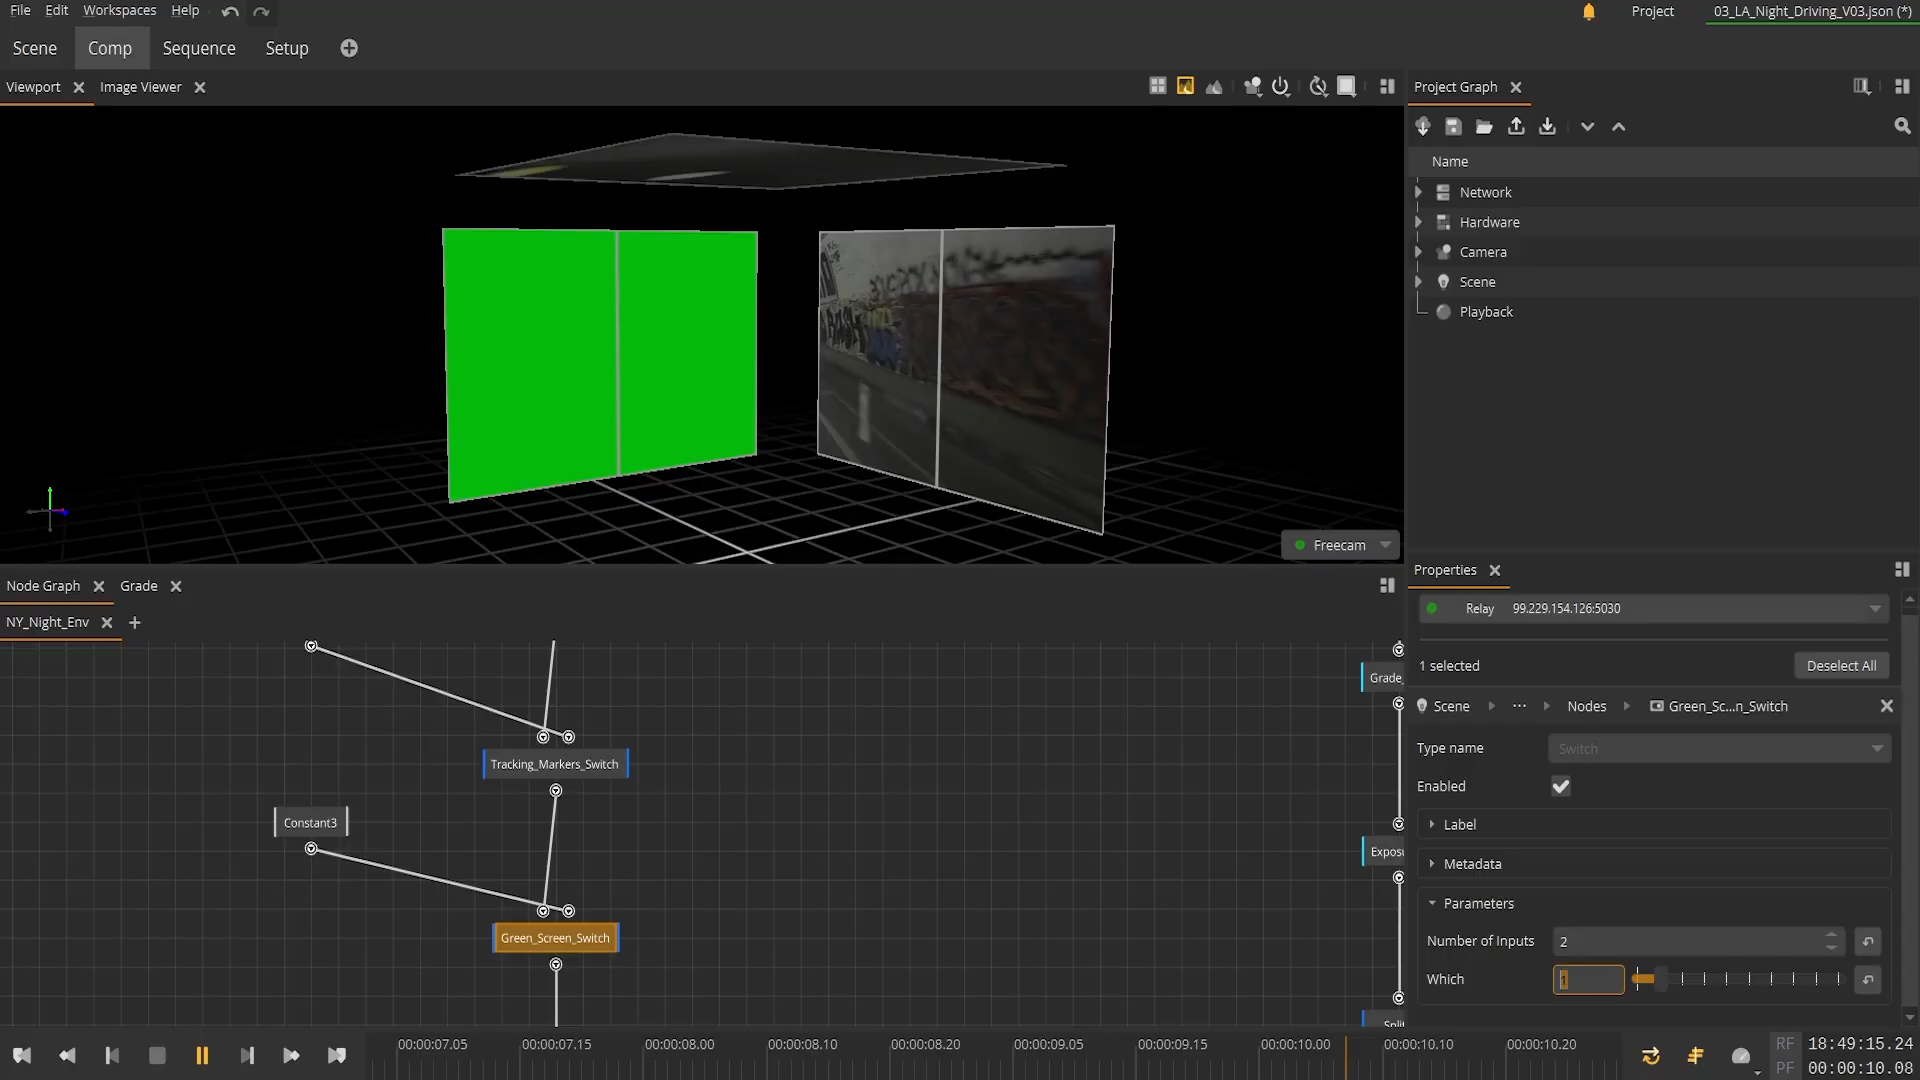 File Edit Workspaces Help
Project 03_LA_Night_Driving_V03.json (*)
Scene Comp Sequence Setup
Viewport Image Viewer
Project Graph
Name
Network
Hardware
Camera
Scene
Playback
Freecam
Node Graph Grade
NY_Night_Env
Tracking_Markers_Switch
Constant3
Green_Screen_Switch
Grade_
Expos
Split
Properties
Relay 99.229.154.126:5030
1 selected Deselect All
Scene ... Nodes Green_Sc...n_Switch
Type name Switch
Enabled
Label
Metadata
Parameters
Number of Inputs 2
Which 1
00:00:07.05 00:00:07.15 00:00:08.00 00:00:08.10 00:00:08.20 00:00:09.05 00:00:09.15 00:00:10.00 00:00:10.10 00:00:10.20
RF 18:49:15.24
PF 00:00:10.08